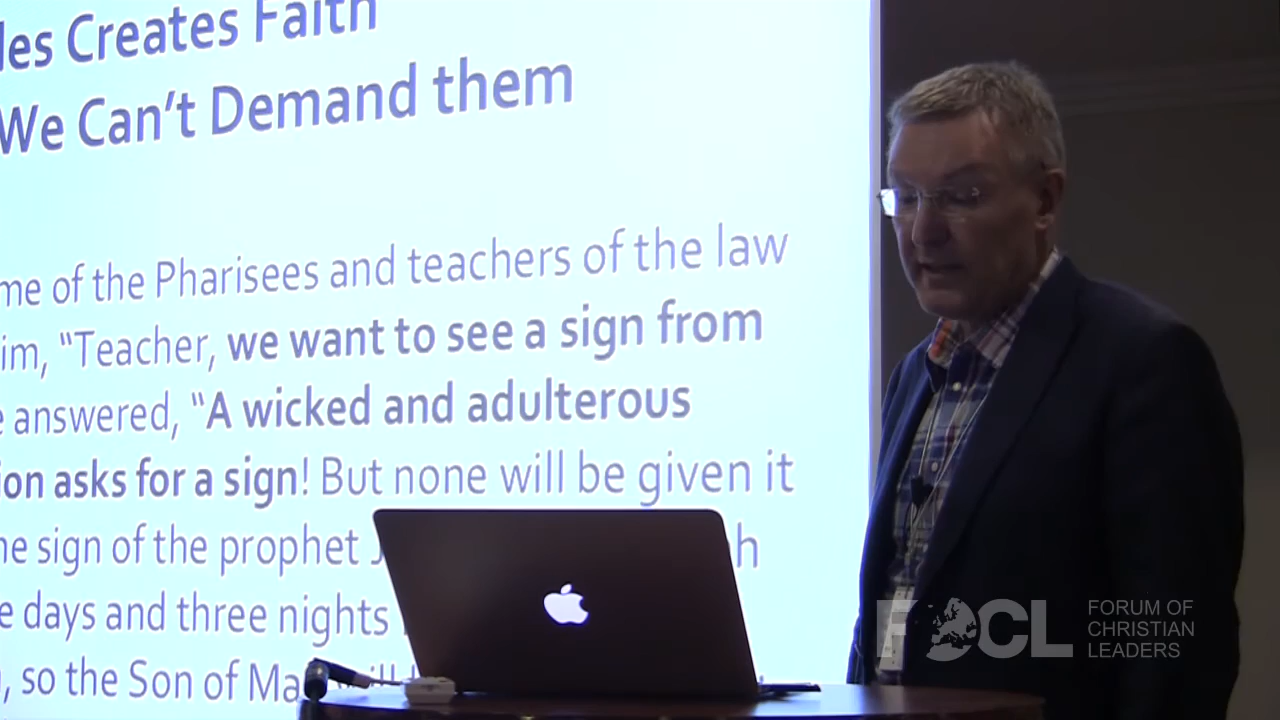 les Creates Faith
We Can't Demand them
me of the Pharisees and teachers of the law
im, "Teacher, we want to see a sign from
e answered, "A wicked and adulterous
ion asks for a sign! But none will be given it
he sign of the prophet J h
e days and three nights
, so the Son of Ma will
FOCL
FORUM OF
CHRISTIAN
LEADERS